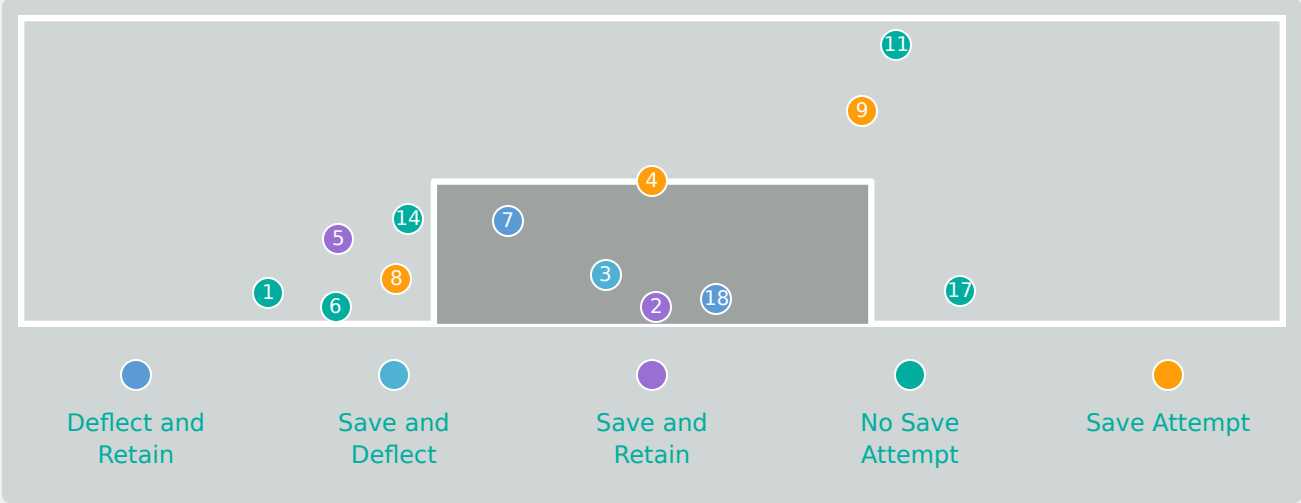 11
9
4
14
7
5
3
8
17
1
18
6
2
Deflect and
Retain
Save and
Deflect
Save and
Retain
No Save
Attempt
Save Attempt